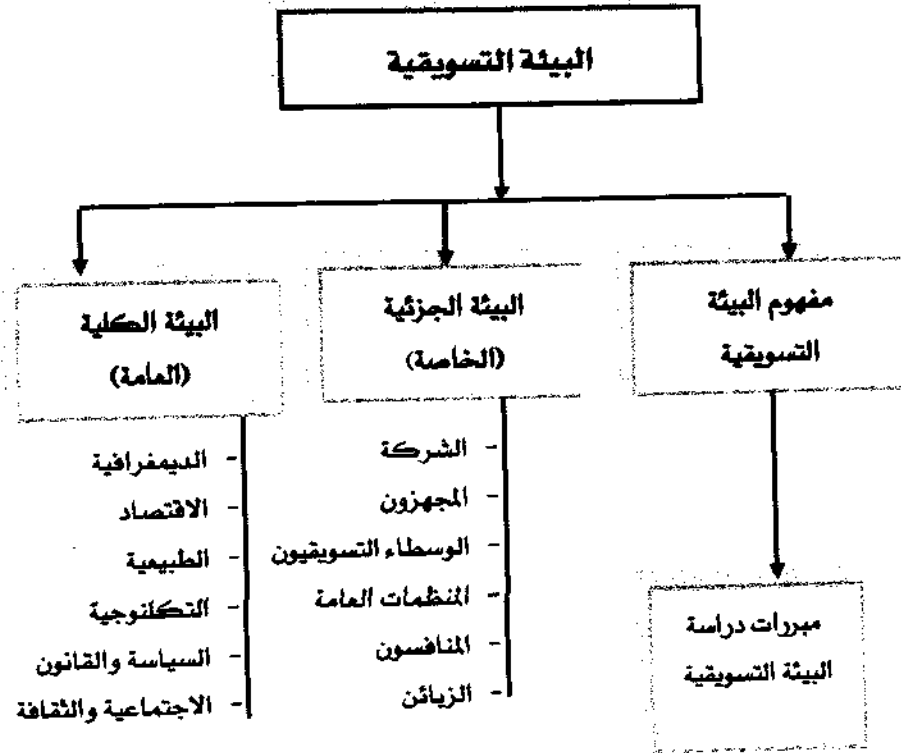 البيئة التسويقية
مفهوم البيئة
التسويقية
مبررات دراسة
البيئة التسويقية
البيئة الجزئية
(الخاصة)
- الشركة
- المجهزون
- الوسطاء التسويقيون
- المنظمات العامة
- المنافسون
- الزبائن
البيئة الكلية
(العامة)
- الديمغرافية
- الاقتصاد
- الطبيعية
- التكلنوجية
- السياسة والقانون
- الاجتماعية والثقافة